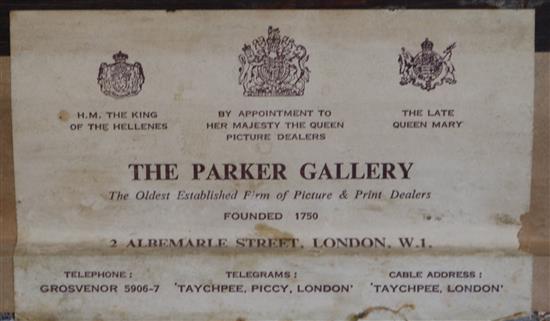 H.M. THE KING
OF THE HELLENES
BY APPOINTMENT TO
HER MAJESTY THE QUEEN
PICTURE DEALERS
THE LATE
QUEEN MARY
THE PARKER GALLERY
The Oldest Established Firm of Picture & Print Dealers
FOUNDED 1750
2 ALBEMARLE STREET, LONDON, W.1.
TELEPHONE :
GROSVENOR 5906-7
TELEGRAMS :
'TAYCHPEE, PICCY, LONDON'
CABLE ADDRESS :
'TAYCHPEE, LONDON'